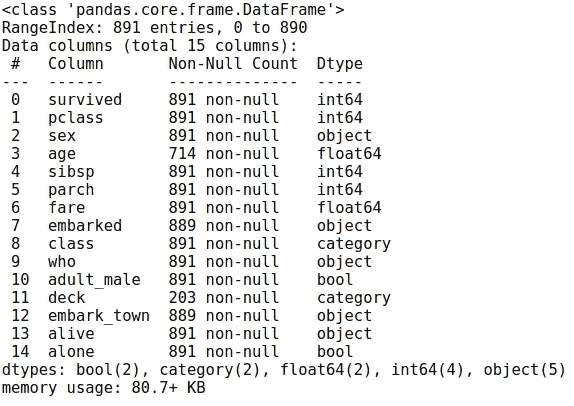 <class 'pandas.core.frame.DataFrame'>
RangeIndex: 891 entries, 0 to 890
Data columns (total 15 columns):
 #   Column       Non-Null Count  Dtype
---  ------       --------------  -----
 0   survived     891 non-null    int64
 1   pclass       891 non-null    int64
 2   sex          891 non-null    object
 3   age          714 non-null    float64
 4   sibsp        891 non-null    int64
 5   parch        891 non-null    int64
 6   fare         891 non-null    float64
 7   embarked     889 non-null    object
 8   class        891 non-null    category
 9   who          891 non-null    object
 10  adult_male   891 non-null    bool
 11  deck         203 non-null    category
 12  embark_town  889 non-null    object
 13  alive        891 non-null    object
 14  alone        891 non-null    bool
dtypes: bool(2), category(2), float64(2), int64(4), object(5)
memory usage: 80.7+ KB